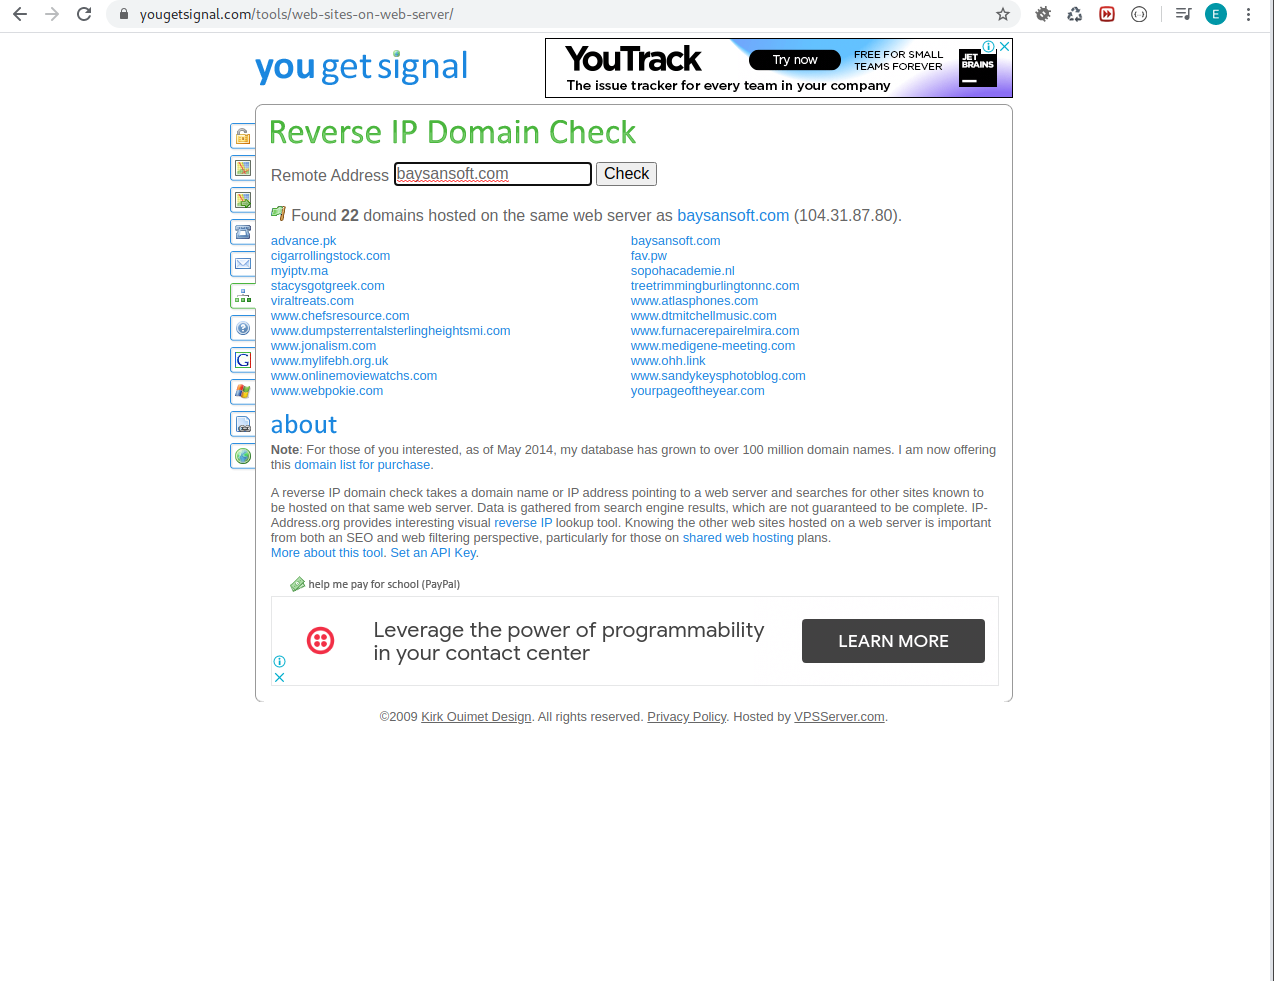 yougetsignal.com/tools/web-sites-on-web-server/
E
you get signal
YouTrack
Try now
FREE FOR SMALL
TEAMS FOREVER
JET
BRAINS
The issue tracker for every team in your company
Reverse IP Domain Check
Remote Address baysansoft.com Check
Found 22 domains hosted on the same web server as baysansoft.com (104.31.87.80).
advance.pk baysansoft.com
cigarrollingstock.com fav.pw
myiptv.ma sopohacademie.nl
stacysgotgreek.com treetrimmingburlingtonnc.com
viraltreats.com www.atlasphones.com
www.chefsresource.com www.dtmitchellmusic.com
www.dumpsterrentalsterlingheightsmi.com www.furnacerepairelmira.com
www.jonalism.com www.medigene-meeting.com
www.mylifebh.org.uk www.ohh.link
www.onlinemoviewatchs.com www.sandykeysphotoblog.com
www.webpokie.com yourpageoftheyear.com
G
about
Note: For those of you interested, as of May 2014, my database has grown to over 100 million domain names. I am now offering
this domain list for purchase.
A reverse IP domain check takes a domain name or IP address pointing to a web server and searches for other sites known to
be hosted on that same web server. Data is gathered from search engine results, which are not guaranteed to be complete. IP-
Address.org provides interesting visual reverse IP lookup tool. Knowing the other web sites hosted on a web server is important
from both an SEO and web filtering perspective, particularly for those on shared web hosting plans.
More about this tool. Set an API Key.
help me pay for school (PayPal)
Leverage the power of programmability
in your contact center
LEARN MORE
©2009 Kirk Ouimet Design. All rights reserved. Privacy Policy. Hosted by VPSServer.com.